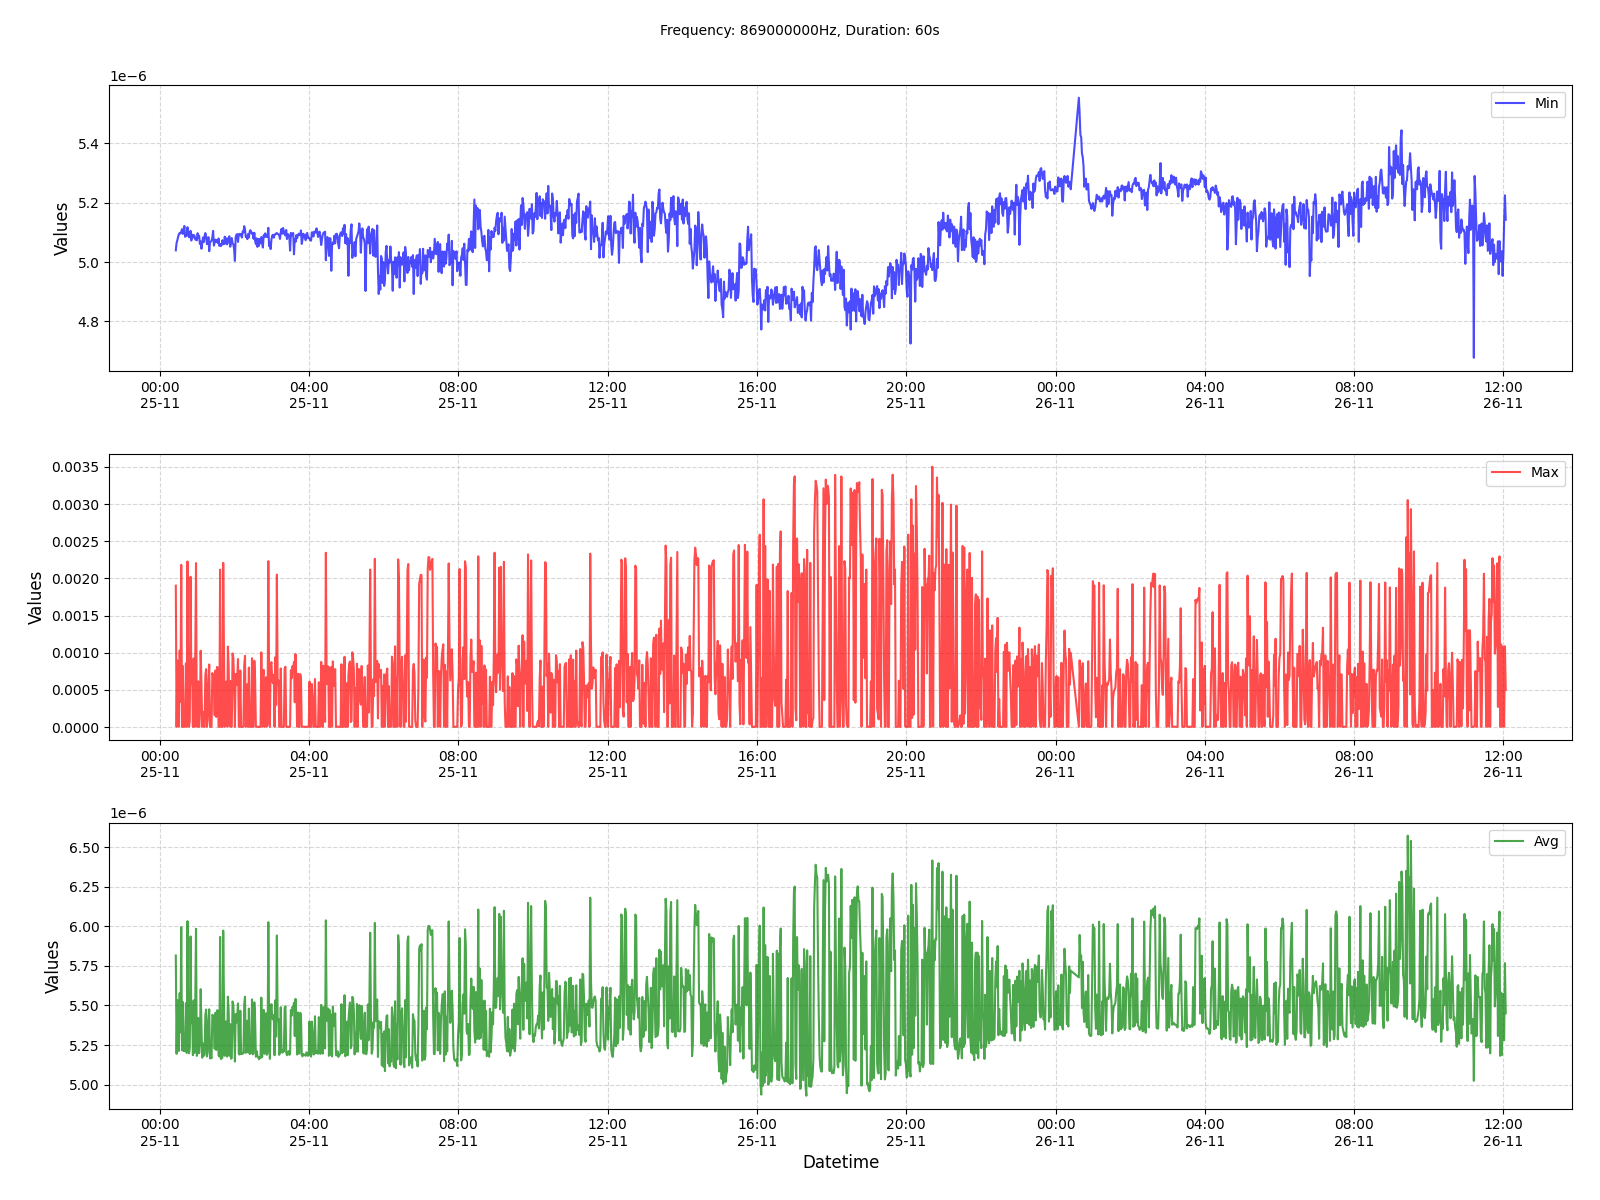 Frequency: 869000000Hz, Duration: 60s
1e−6
Min
5.4
5.2
5.0
4.8
Values
00:00 04:00 08:00 12:00 16:00 20:00 00:00 04:00 08:00 12:00
25-11 25-11 25-11 25-11 25-11 25-11 26-11 26-11 26-11 26-11
Max
0.0035
0.0030
0.0025
0.0020
0.0015
0.0010
0.0005
0.0000
Values
00:00 04:00 08:00 12:00 16:00 20:00 00:00 04:00 08:00 12:00
25-11 25-11 25-11 25-11 25-11 25-11 26-11 26-11 26-11 26-11
1e−6
Avg
6.50
6.25
6.00
5.75
5.50
5.25
5.00
Values
00:00 04:00 08:00 12:00 16:00 20:00 00:00 04:00 08:00 12:00
25-11 25-11 25-11 25-11 25-11 25-11 26-11 26-11 26-11 26-11
Datetime